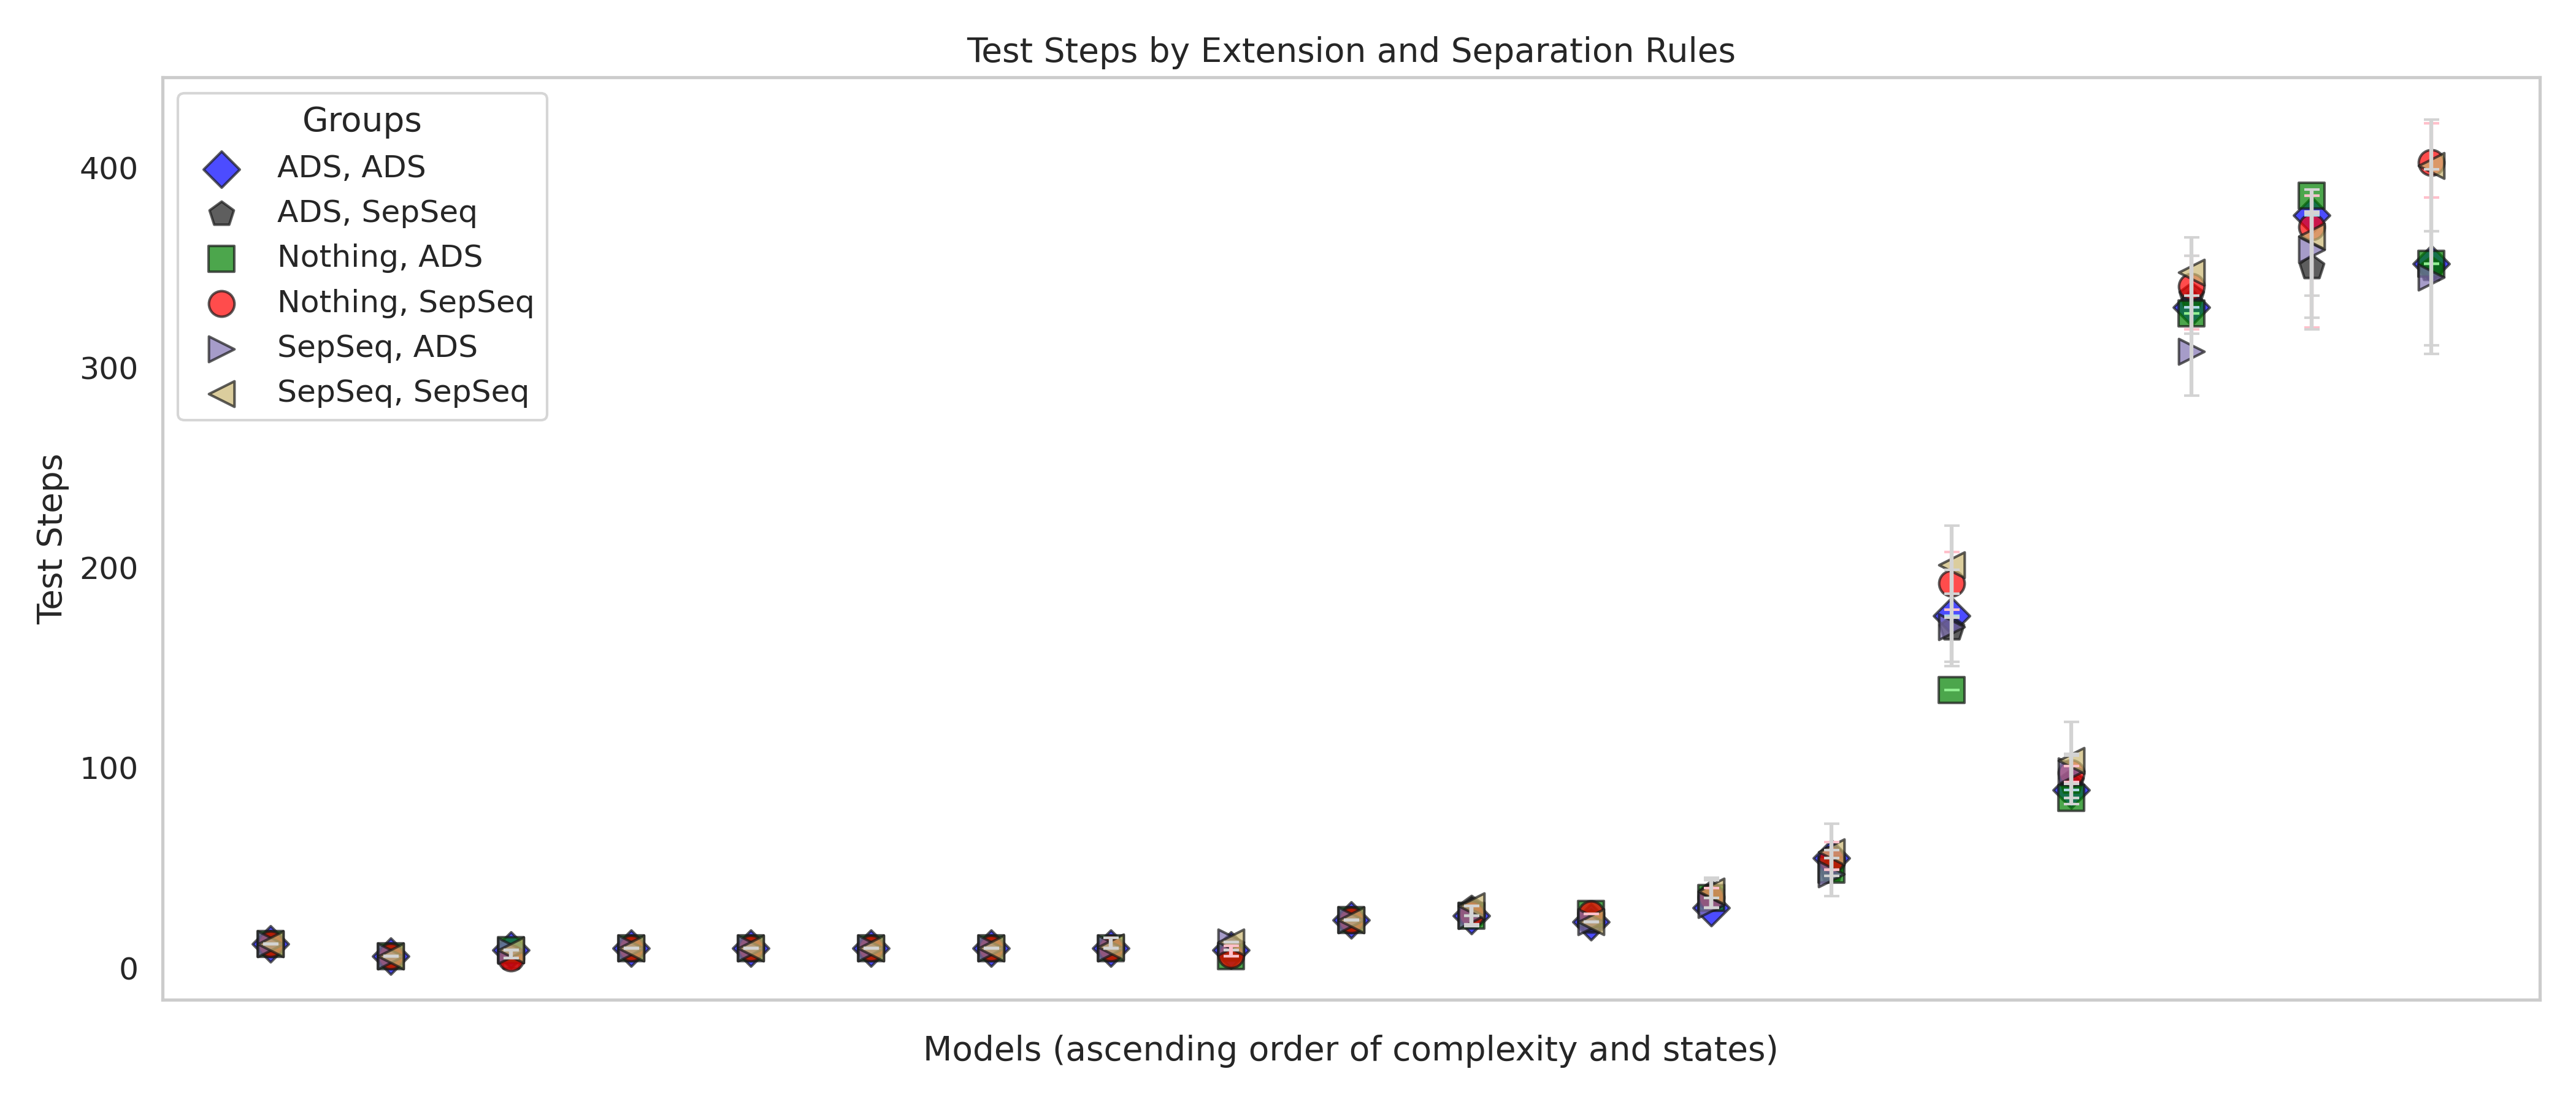 Test Steps by Extension and Separation Rules
Groups
ADS, ADS
ADS, SepSeq
Nothing, ADS
Nothing, SepSeq
SepSeq, ADS
SepSeq, SepSeq
400
300
200
100
0
Test Steps
Models (ascending order of complexity and states)